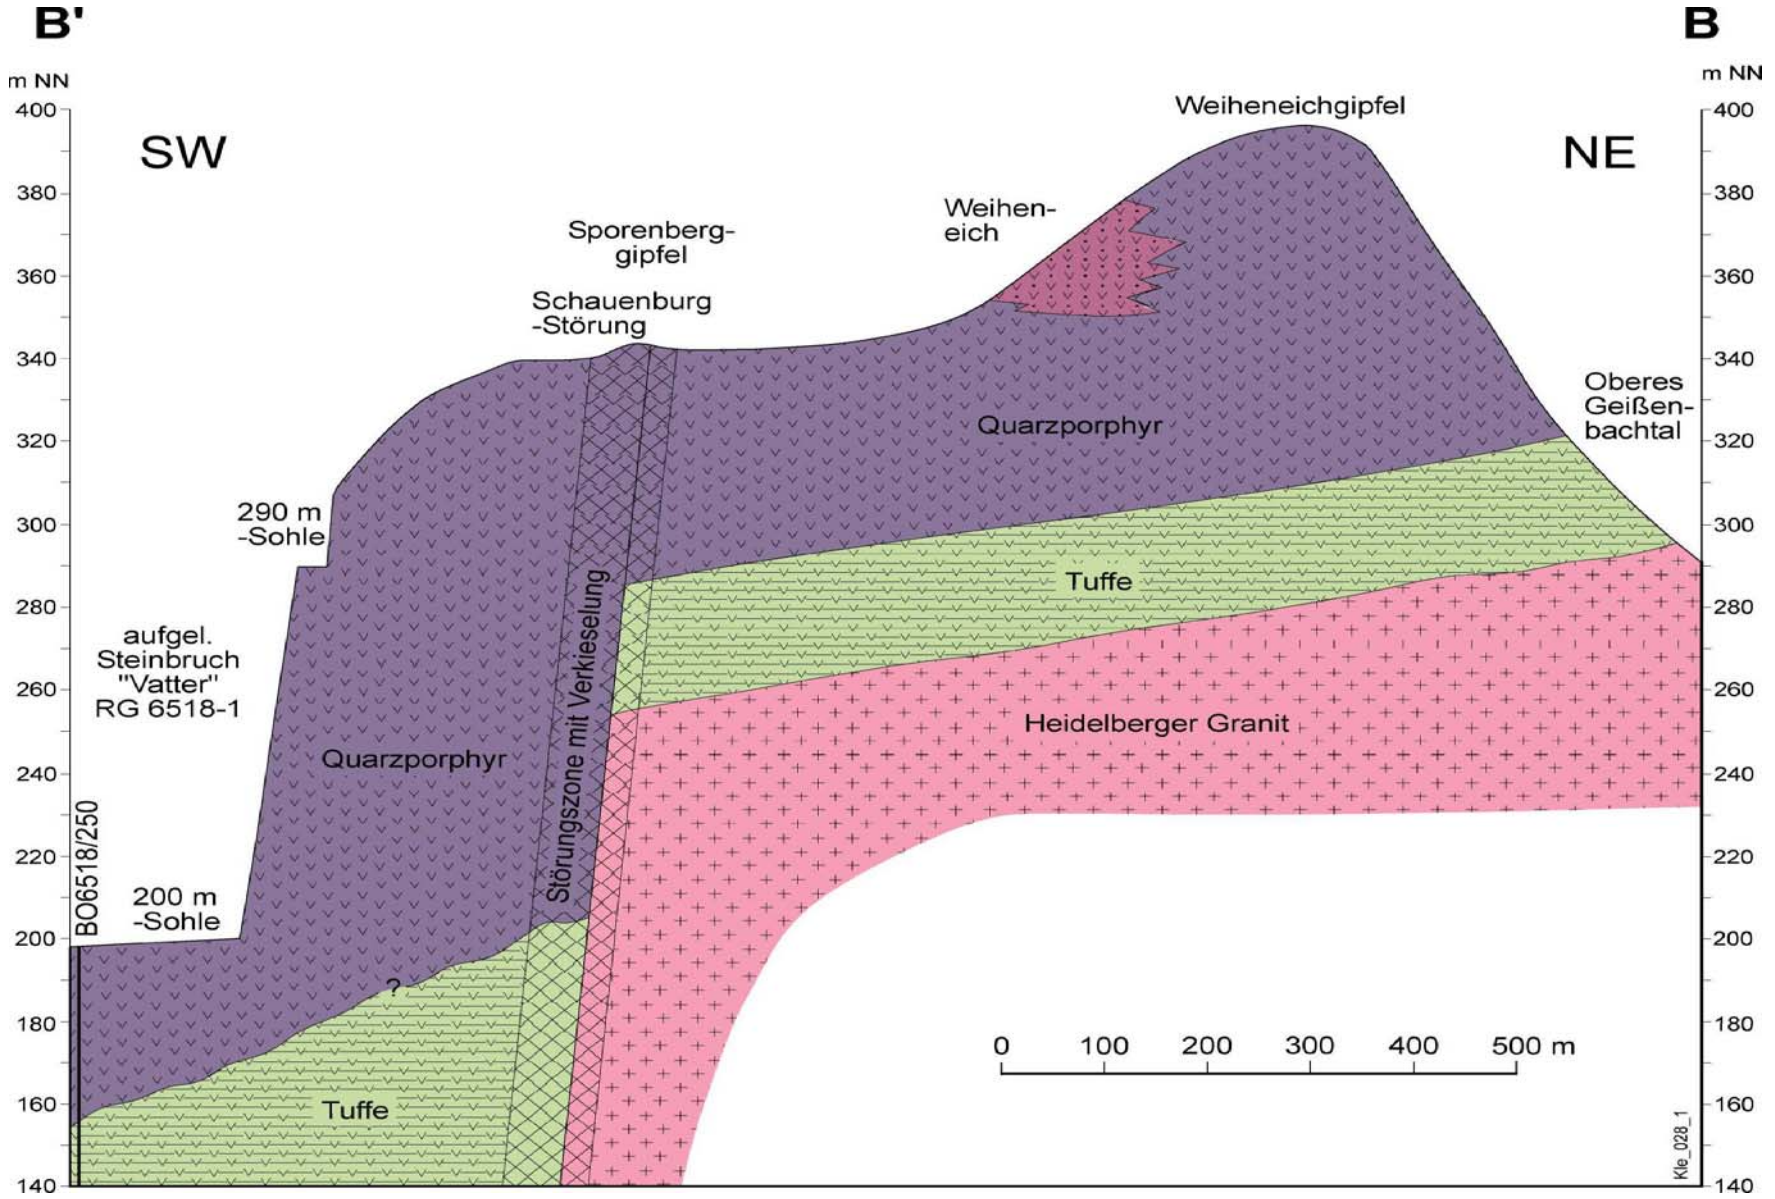 B'
B
m NN
m NN
400
380
360
340
320
300
280
260
240
220
200
180
160
140
400
380
360
340
320
300
280
260
240
220
200
180
160
140
SW
NE
Weiheneichgipfel
Weihen-
eich
Sporenberg-
gipfel
Schauenburg
-Störung
Oberes
Geißen-
bachtal
Quarzporphyr
290 m
-Sohle
Tuffe
Störungszone mit Verkieselung
aufgel.
Steinbruch
"Vatter"
RG 6518-1
Heidelberger Granit
Quarzporphyr
BO6518/250
200 m
-Sohle
?
Tuffe
0 100 200 300 400 500 m
Kle_028_1